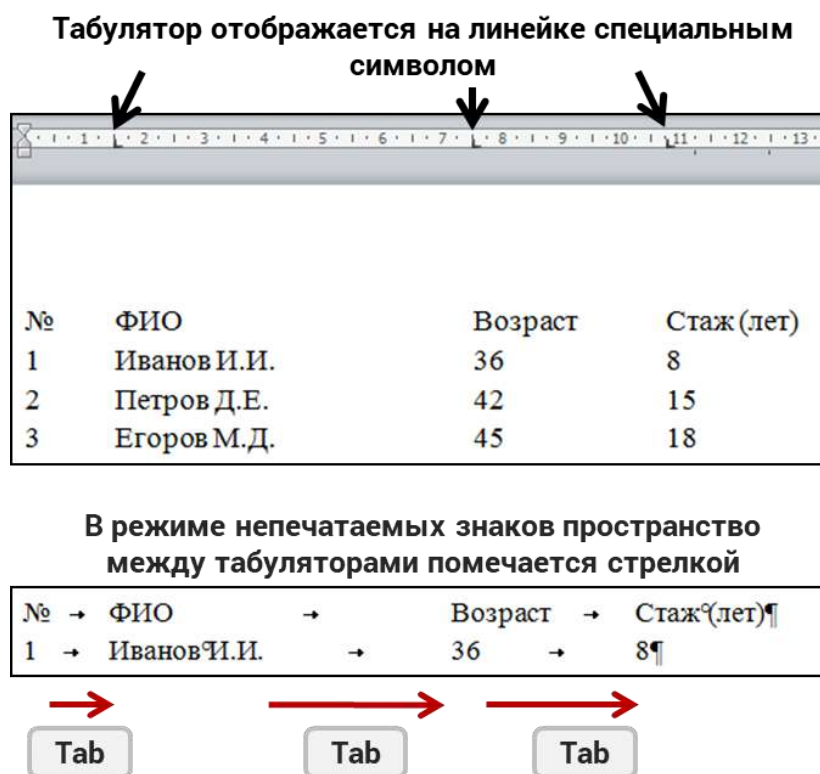 Табулятор отображается на линейке специальным
символом
1 2 3 4 5 6 7 8 9 10 11 12 13
№ ФИО Возраст Стаж (лет)
1 Иванов И.И. 36 8
2 Петров Д.Е. 42 15
3 Егоров М.Д. 45 18
В режиме непечатаемых знаков пространство
между табуляторами помечается стрелкой
№ → ФИО → Возраст → Стаж°(лет)¶
1 → Иванов°И.И. → 36 → 8¶
Tab Tab Tab